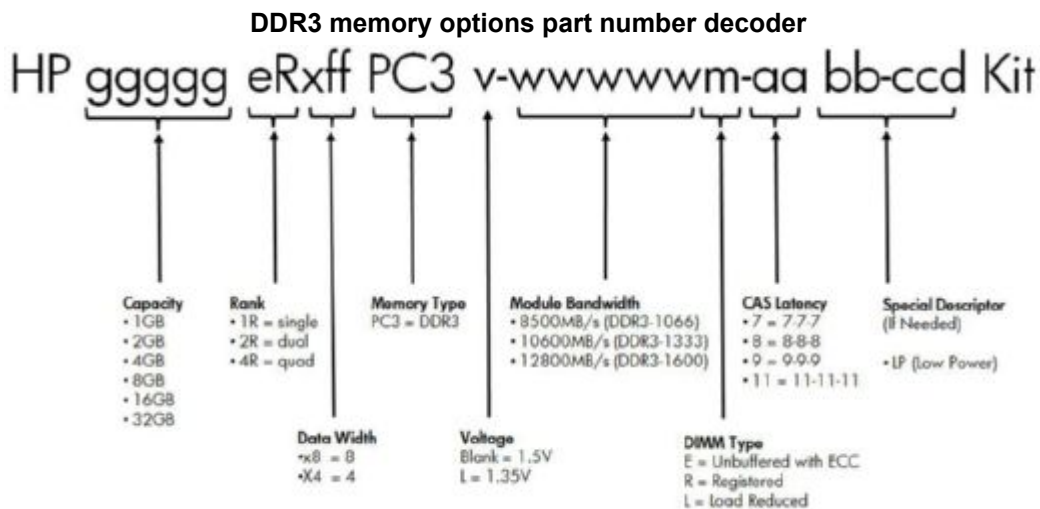 DDR3 memory options part number decoder
HP ggggg eRxff PC3 v-wwwwwm-aa bb-ccd Kit
Capacity
• 1GB
• 2GB
• 4GB
• 8GB
• 16GB
• 32GB
Rank
• 1R = single
• 2R = dual
• 4R = quad
Memory Type
PC3 = DDR3
Module Bandwidth
• 8500MB/s (DDR3-1066)
• 10600MB/s (DDR3-1333)
• 12800MB/s (DDR3-1600)
CAS Latency
• 7 = 7-7-7
• 8 = 8-8-8
• 9 = 9-9-9
• 11 = 11-11-11
Special Descriptor
(If Needed)
• LP (Low Power)
Data Width
•x8 = 8
•X4 = 4
Voltage
Blank = 1.5V
L = 1.35V
DIMM Type
E = Unbuffered with ECC
R = Registered
L = Load Reduced